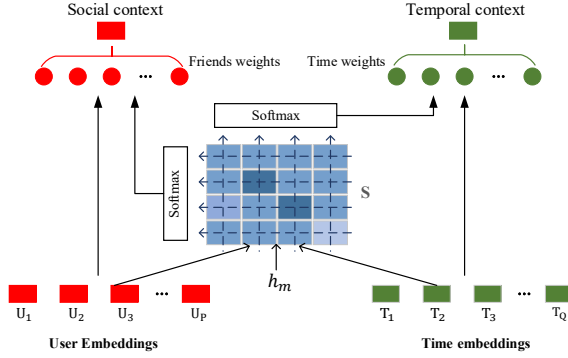 Social context
Temporal context
Friends weights
Time weights
...
...
Softmax
Softmax
S
h_m
...
...
U_1
U_2
U_3
U_P
T_1
T_2
T_3
T_Q
User Embeddings
Time embeddings